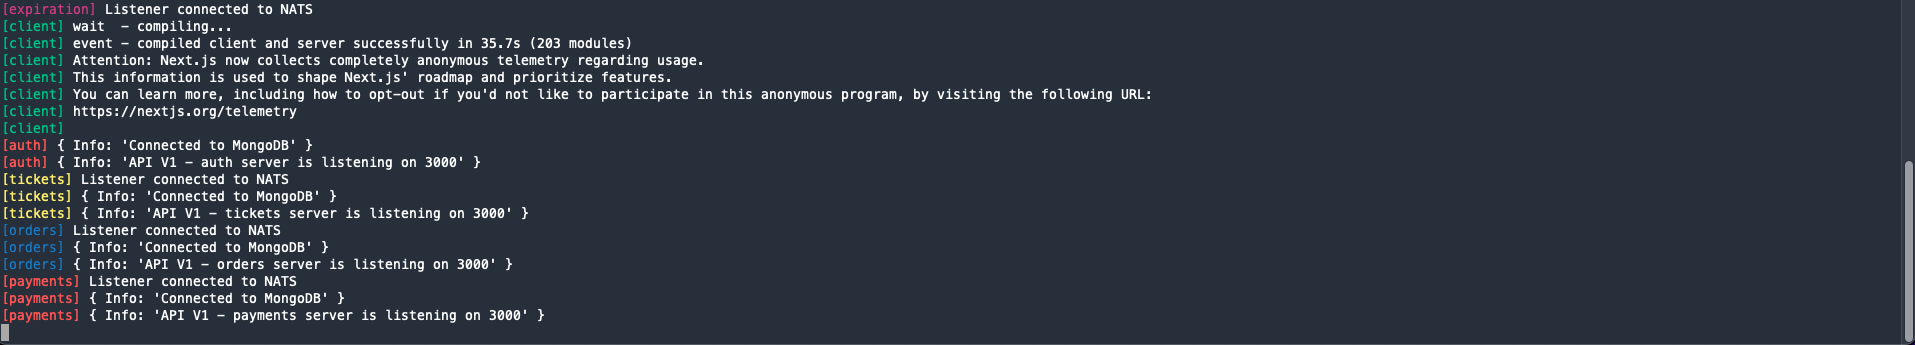 [expiration] Listener connected to NATS
[client] wait  - compiling...
[client] event - compiled client and server successfully in 35.7s (203 modules)
[client] Attention: Next.js now collects completely anonymous telemetry regarding usage.
[client] This information is used to shape Next.js' roadmap and prioritize features.
[client] You can learn more, including how to opt-out if you'd not like to participate in this anonymous program, by visiting the following URL:
[client] https://nextjs.org/telemetry
[client]
[auth] { Info: 'Connected to MongoDB' }
[auth] { Info: 'API V1 - auth server is listening on 3000' }
[tickets] Listener connected to NATS
[tickets] { Info: 'Connected to MongoDB' }
[tickets] { Info: 'API V1 - tickets server is listening on 3000' }
[orders] Listener connected to NATS
[orders] { Info: 'Connected to MongoDB' }
[orders] { Info: 'API V1 - orders server is listening on 3000' }
[payments] Listener connected to NATS
[payments] { Info: 'Connected to MongoDB' }
[payments] { Info: 'API V1 - payments server is listening on 3000' }